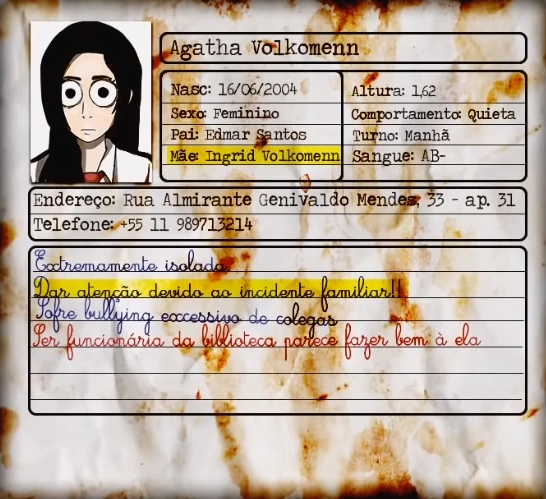 Agatha Volkomenn
Nasc: 16/06/2004
Sexo: Feminino
Pai: Edmar Santos
Mãe: Ingrid Volkomenn
Altura: 1,62
Comportamento: Quieta
Turno: Manhã
Sangue: AB-
Endereço: Rua Almirante Genivaldo Mendes, 33 - ap. 31
Telefone: +55 11 989713214
Extremamente isolada.
Dar atenção devido ao incidente familiar!!
Sofre bullying excessivo de colegas
Ser funcionária da biblioteca parece fazer bem à ela